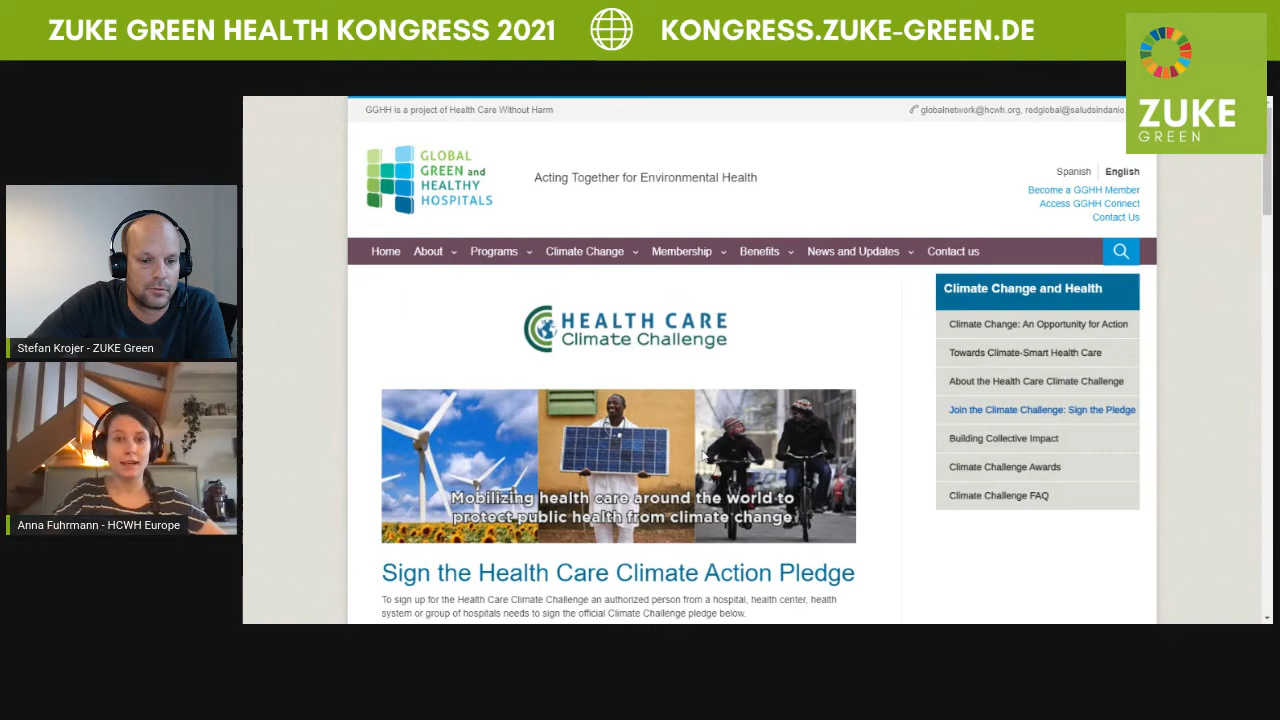 ZUKE GREEN HEALTH KONGRESS 2021
KONGRESS.ZUKE-GREEN.DE
ZUKE
GREEN
GGHH is a project of Health Care Without Harm
globalnetwork@hcwh.org, redglobal@saludsindanio.
GLOBAL
GREEN and
HEALTHY
HOSPITALS
Acting Together for Environmental Health
Spanish English
Become a GGHH Member
Access GGHH Connect
Contact Us
Home About Programs Climate Change Membership Benefits News and Updates Contact us
HEALTH CARE
Climate Challenge
Mobilizing health care around the world to
protect public health from climate change
Sign the Health Care Climate Action Pledge
To sign up for the Health Care Climate Challenge an authorized person from a hospital, health center, health
system or group of hospitals needs to sign the official Climate Challenge pledge below.
Climate Change and Health
Climate Change: An Opportunity for Action
Towards Climate-Smart Health Care
About the Health Care Climate Challenge
Join the Climate Challenge: Sign the Pledge
Building Collective Impact
Climate Challenge Awards
Climate Challenge FAQ
Stefan Krojer - ZUKE Green
Anna Fuhrmann - HCWH Europe